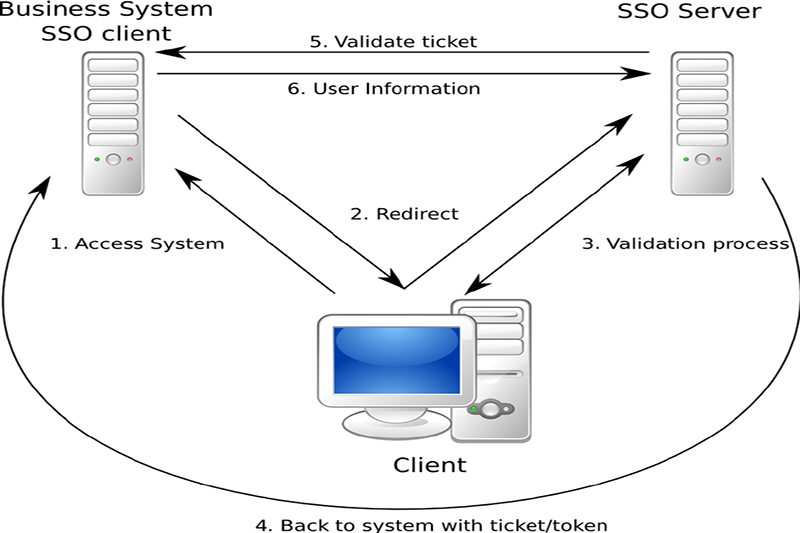 Business System
SSO client
SSO Server
5. Validate ticket
6. User Information
2. Redirect
1. Access System
3. Validation process
Client
4. Back to system with ticket/token